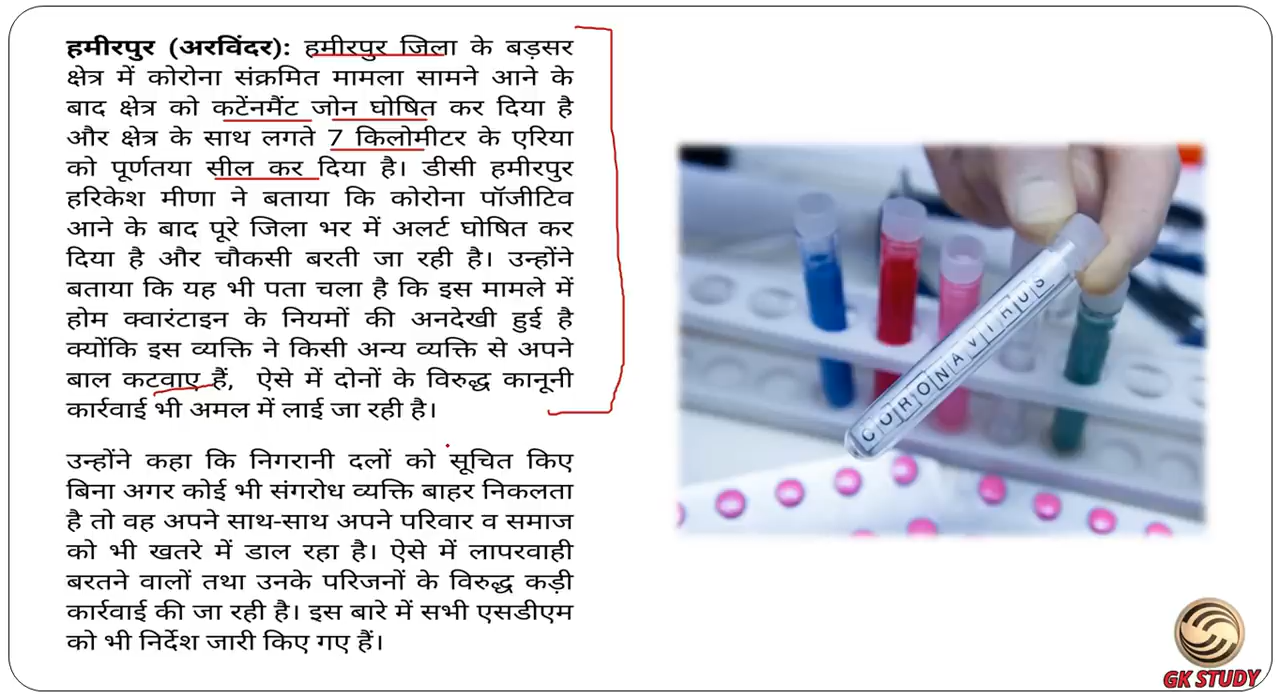 हमीरपुर (अरविंदर): हमीरपुर जिला के बड़सर
क्षेत्र में कोरोना संक्रमित मामला सामने आने के
बाद क्षेत्र को कटेंनमैंट जोन घोषित कर दिया है
और क्षेत्र के साथ लगते 7 किलोमीटर के एरिया
को पूर्णतया सील कर दिया है। डीसी हमीरपुर
हरिकेश मीणा ने बताया कि कोरोना पॉजीटिव
आने के बाद पूरे जिला भर में अलर्ट घोषित कर
दिया है और चौकसी बरती जा रही है। उन्होंने
बताया कि यह भी पता चला है कि इस मामले में
होम क्वारंटाइन के नियमों की अनदेखी हुई है
क्योंकि इस व्यक्ति ने किसी अन्य व्यक्ति से अपने
बाल कटवाए हैं, ऐसे में दोनों के विरुद्ध कानूनी
कार्रवाई भी अमल में लाई जा रही है।
उन्होंने कहा कि निगरानी दलों को सूचित किए
बिना अगर कोई भी संगरोध व्यक्ति बाहर निकलता
है तो वह अपने साथ-साथ अपने परिवार व समाज
को भी खतरे में डाल रहा है। ऐसे में लापरवाही
बरतने वालों तथा उनके परिजनों के विरुद्ध कड़ी
कार्रवाई की जा रही है। इस बारे में सभी एसडीएम
को भी निर्देश जारी किए गए हैं।
CORONAVIRUS
GK STUDY